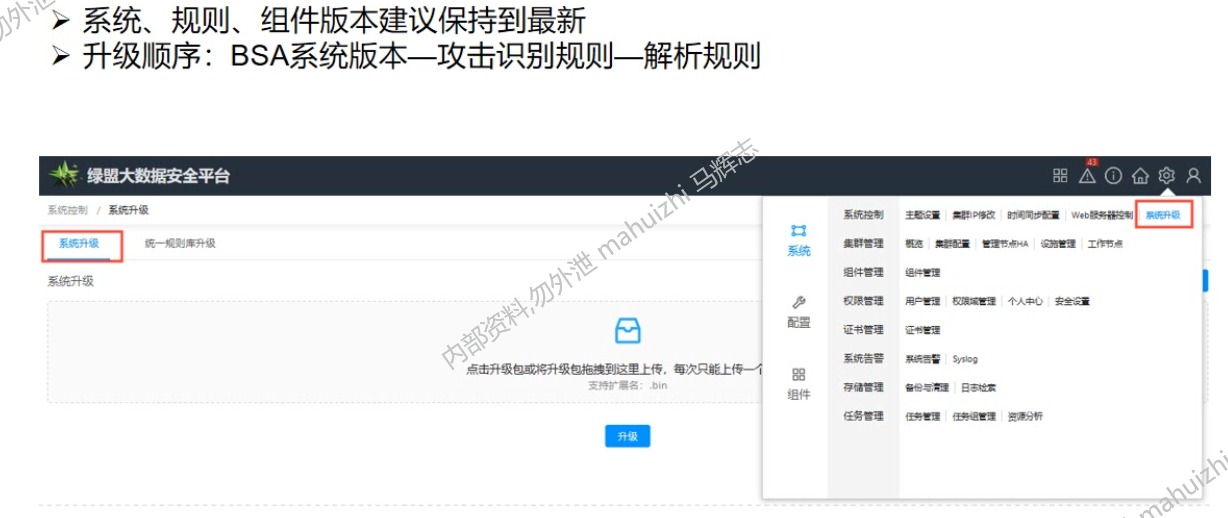 ➢ 系统、规则、组件版本建议保持到最新
➢ 升级顺序：BSA系统版本—攻击识别规则—解析规则
绿盟大数据安全平台
43
系统控制 / 系统升级
系统升级 统一规则库升级
系统升级
点击升级包或将升级包拖拽到这里上传，每次只能上传一个
支持扩展名：.bin
升级
系统
配置
组件
系统控制 主题设置 集群IP修改 时间同步配置 Web服务器控制 系统升级
集群管理 概览 集群配置 管理节点HA 设施管理 工作节点
组件管理 组件管理
权限管理 用户管理 权限域管理 个人中心 安全设置
证书管理 证书管理
系统告警 系统告警 Syslog
存储管理 备份与清理 日志检索
任务管理 任务管理 任务组管理 资源分析
内部资料,勿外泄 mahuizhi 马辉志
勿外泄
mahuizhi